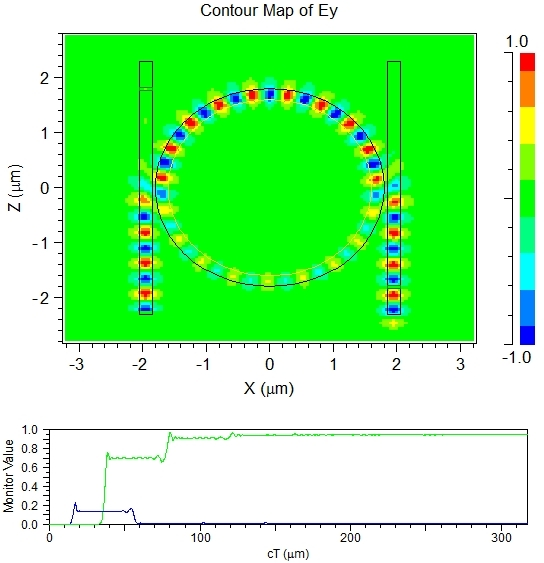 Contour Map of Ey
1.0
2
1
0
-1
-2
Z (μm)
-1.0
-3 -2 -1 0 1 2 3
X (μm)
1.0
0.8
0.6
0.4
0.2
0.0
Monitor Value
0 100 200 300
cT (μm)